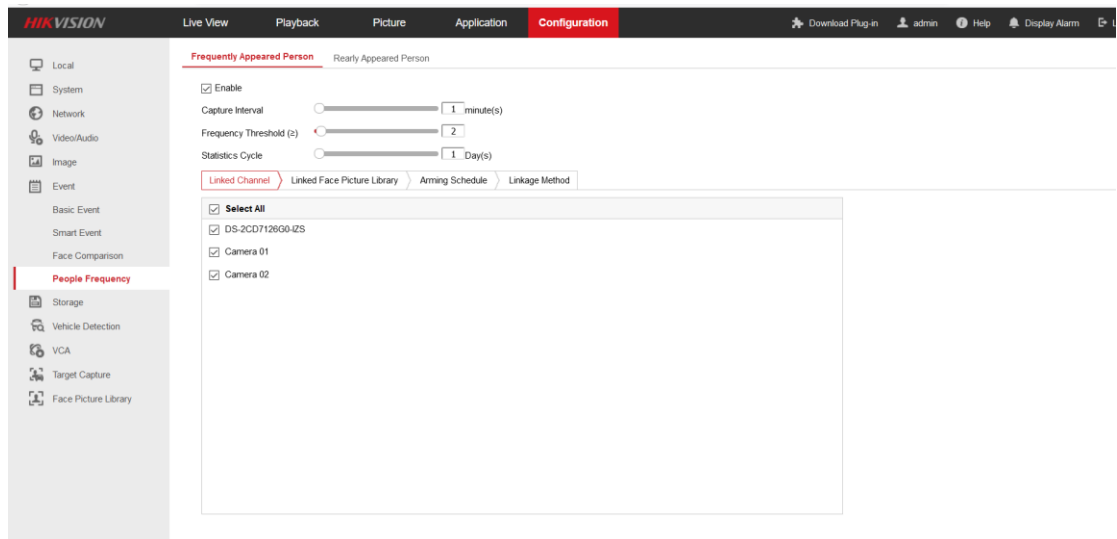 HIKVISION Live View Playback Picture Application Configuration Download Plug-in admin Help Display Alarm
Local
System
Network
Video/Audio
Image
Event
Basic Event
Smart Event
Face Comparison
People Frequency
Storage
Vehicle Detection
VCA
Target Capture
Face Picture Library
Frequently Appeared Person Rearly Appeared Person
Enable
Capture Interval 1 minute(s)
Frequency Threshold (≥) 2
Statistics Cycle 1 Day(s)
Linked Channel Linked Face Picture Library Arming Schedule Linkage Method
Select All
DS-2CD7126G0-IZS
Camera 01
Camera 02